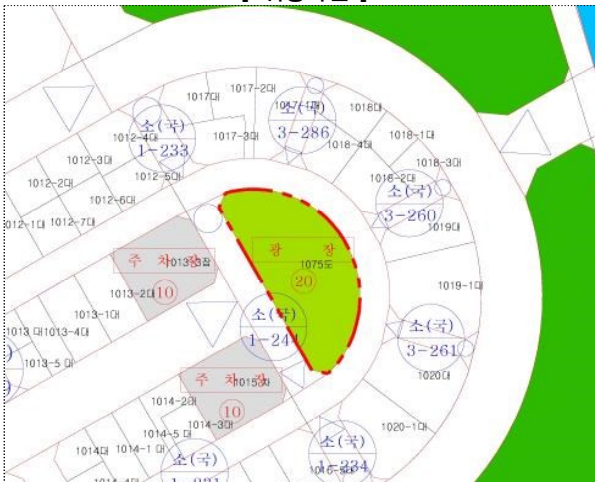 1017대
1017-2대
1018대
소(국)
3-286
소(국)
1-233
1012-4대
1017-3대
1018-4대
1018-1대
1012-3대
1018-3대
1012-5대
1018-2대
1012-2대
소(국)
3-260
1012-6대
1012-1대
1012-7대
1019대
광 장
주 차 장
1075도
20
1013-2대
10
1019-1대
1013-1대
소(국)
1-244
1013 대
1013-4대
소(국)
3-261
1013-5 대
주 차 장
1015차
1020대
1014-2대
10
1014-3대
1020-1대
1014-5 대
소(국)
1-234
1014대
1014-1 대
소(국)